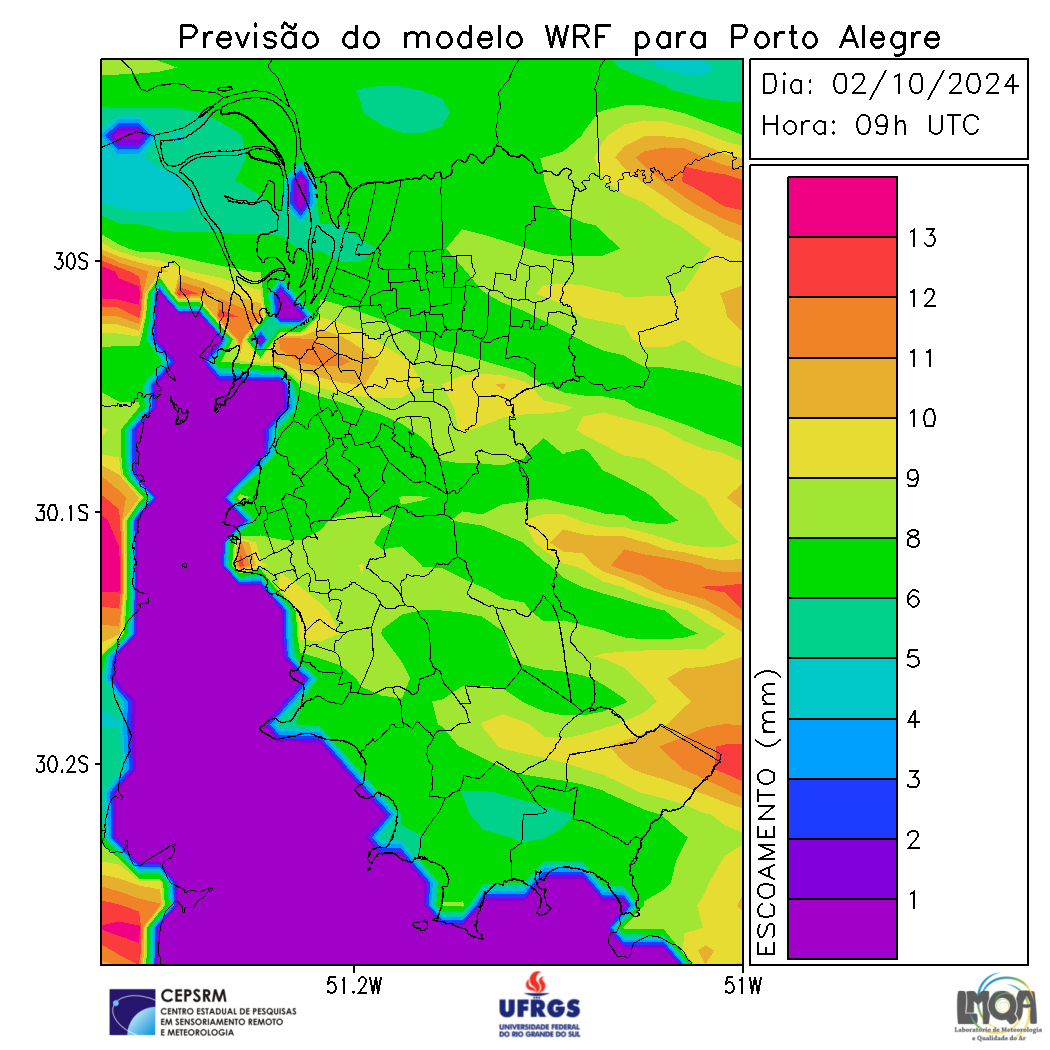 Previsão do modelo WRF para Porto Alegre
Dia: 02/10/2024
Hora: 09h UTC
13
12
11
10
9
8
6
5
4
3
2
1
ESCOAMENTO (mm)
30S
30.1S
30.2S
51.2W
51W
CEPSRM
CENTRO ESTADUAL DE PESQUISAS
EM SENSORIAMENTO REMOTO
E METEOROLOGIA
UFRGS
UNIVERSIDADE FEDERAL
DO RIO GRANDE DO SUL
LMQA
Laboratório de Meteorologia
e Qualidade do Ar